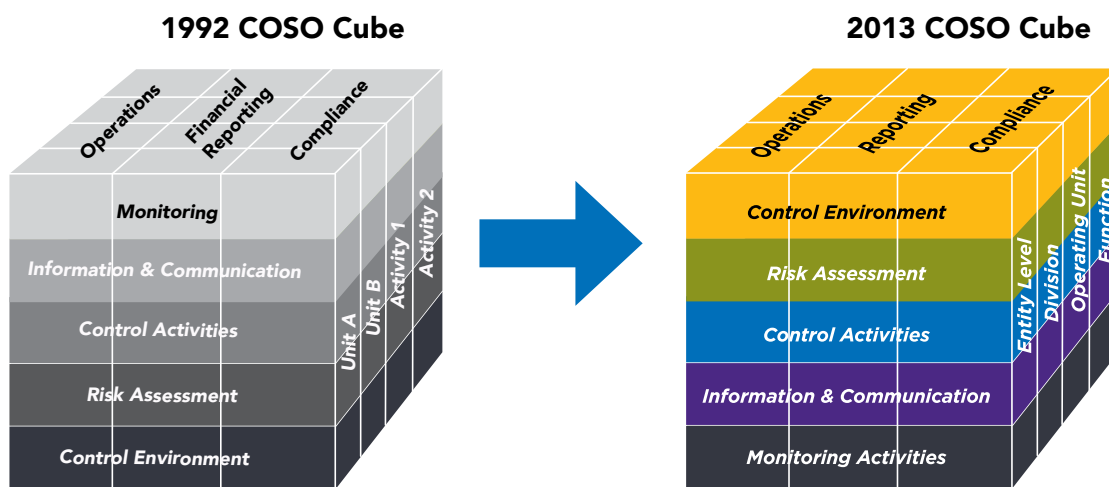 1992 COSO Cube
Operations
Financial
Reporting
Compliance
Monitoring
Information & Communication
Control Activities
Risk Assessment
Control Environment
Unit A
Unit B
Activity 1
Activity 2
2013 COSO Cube
Operations
Reporting
Compliance
Control Environment
Risk Assessment
Control Activities
Information & Communication
Monitoring Activities
Entity Level
Division
Operating Unit
Function